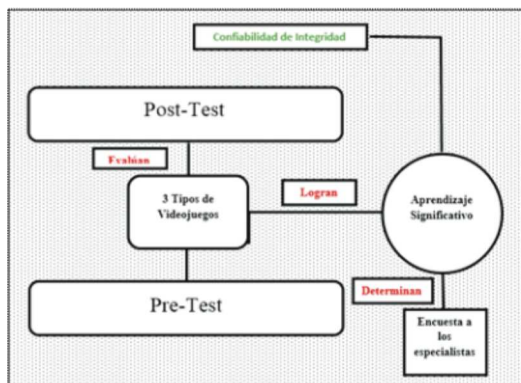 Confiabilidad de Integridad
Post-Test
Evalúan
3 Tipos de
Videojuegos
Logran
Aprendizaje
Significativo
Pre-Test
Determinan
Encuesta a
los
especialistas